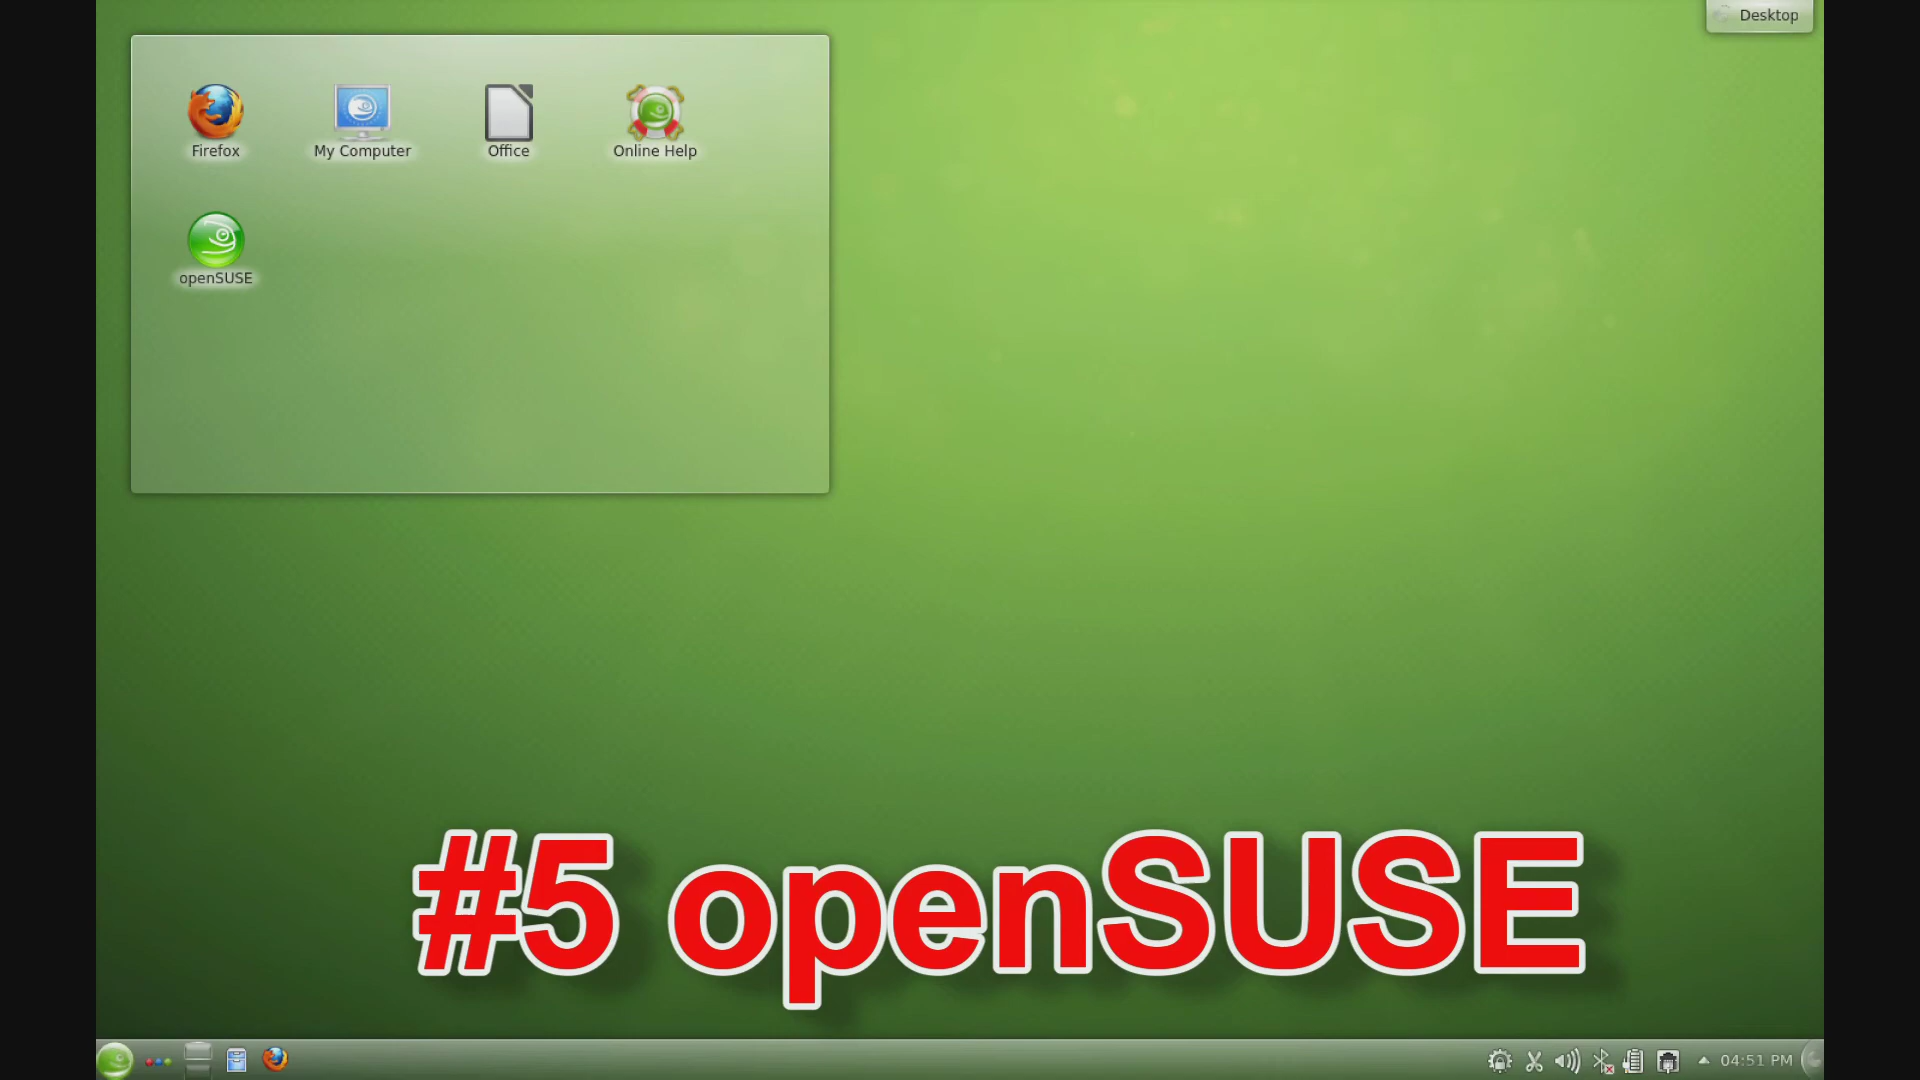 Desktop
Firefox
My Computer
Office
Online Help
openSUSE
#5 openSUSE
04:51 PM